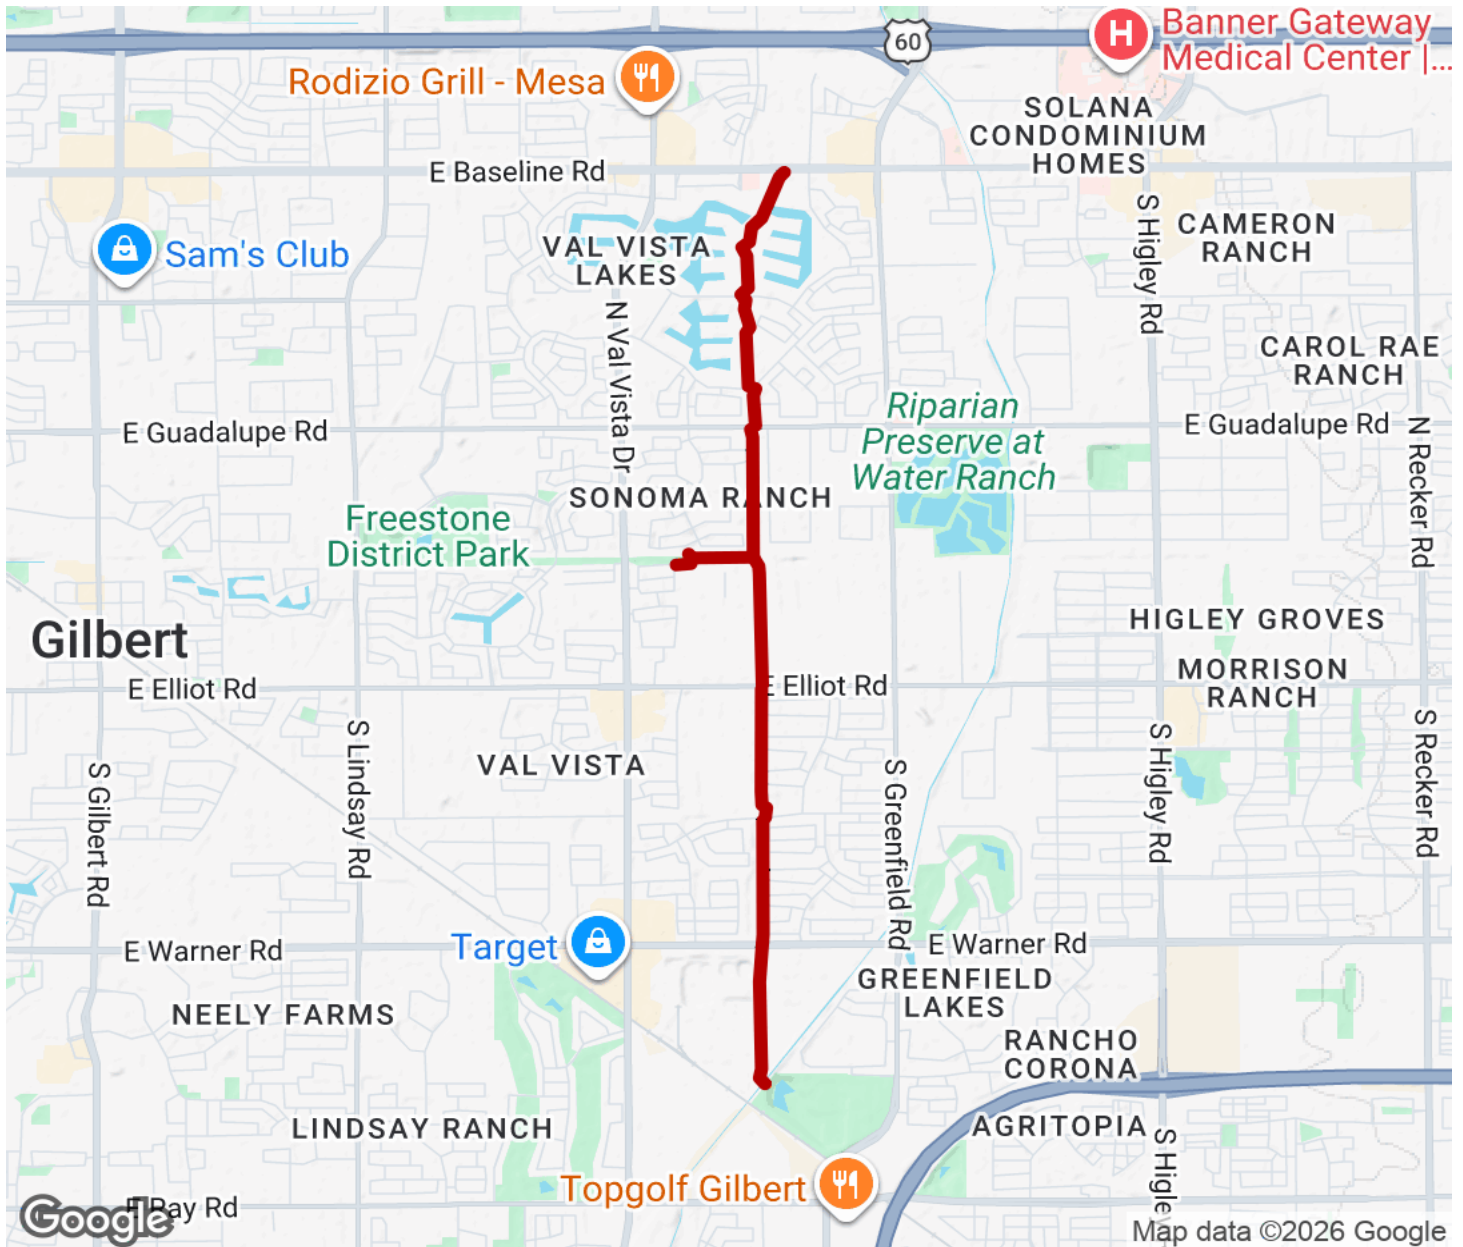 60
Banner Gateway
Medical Center |...
H
Rodizio Grill - Mesa
SOLANA
CONDOMINIUM
HOMES
E Baseline Rd
S Higley Rd
CAMERON
RANCH
Sam's Club
VAL VISTA
LAKES
N Val Vista Dr
CAROL RAE
RANCH
Riparian
Preserve at
Water Ranch
E Guadalupe Rd
E Guadalupe Rd
N Recker Rd
SONOMA RANCH
Freestone
District Park
HIGLEY GROVES
Gilbert
MORRISON
RANCH
E Elliot Rd
E Elliot Rd
S Lindsay Rd
S Higley Rd
S Recker Rd
VAL VISTA
S Gilbert Rd
S Greenfield Rd
Target
E Warner Rd
E Warner Rd
GREENFIELD
LAKES
NEELY FARMS
RANCHO
CORONA
LINDSAY RANCH
AGRITOPIA
S Higley
Topgolf Gilbert
E Ray Rd
Google
Map data ©2026 Google